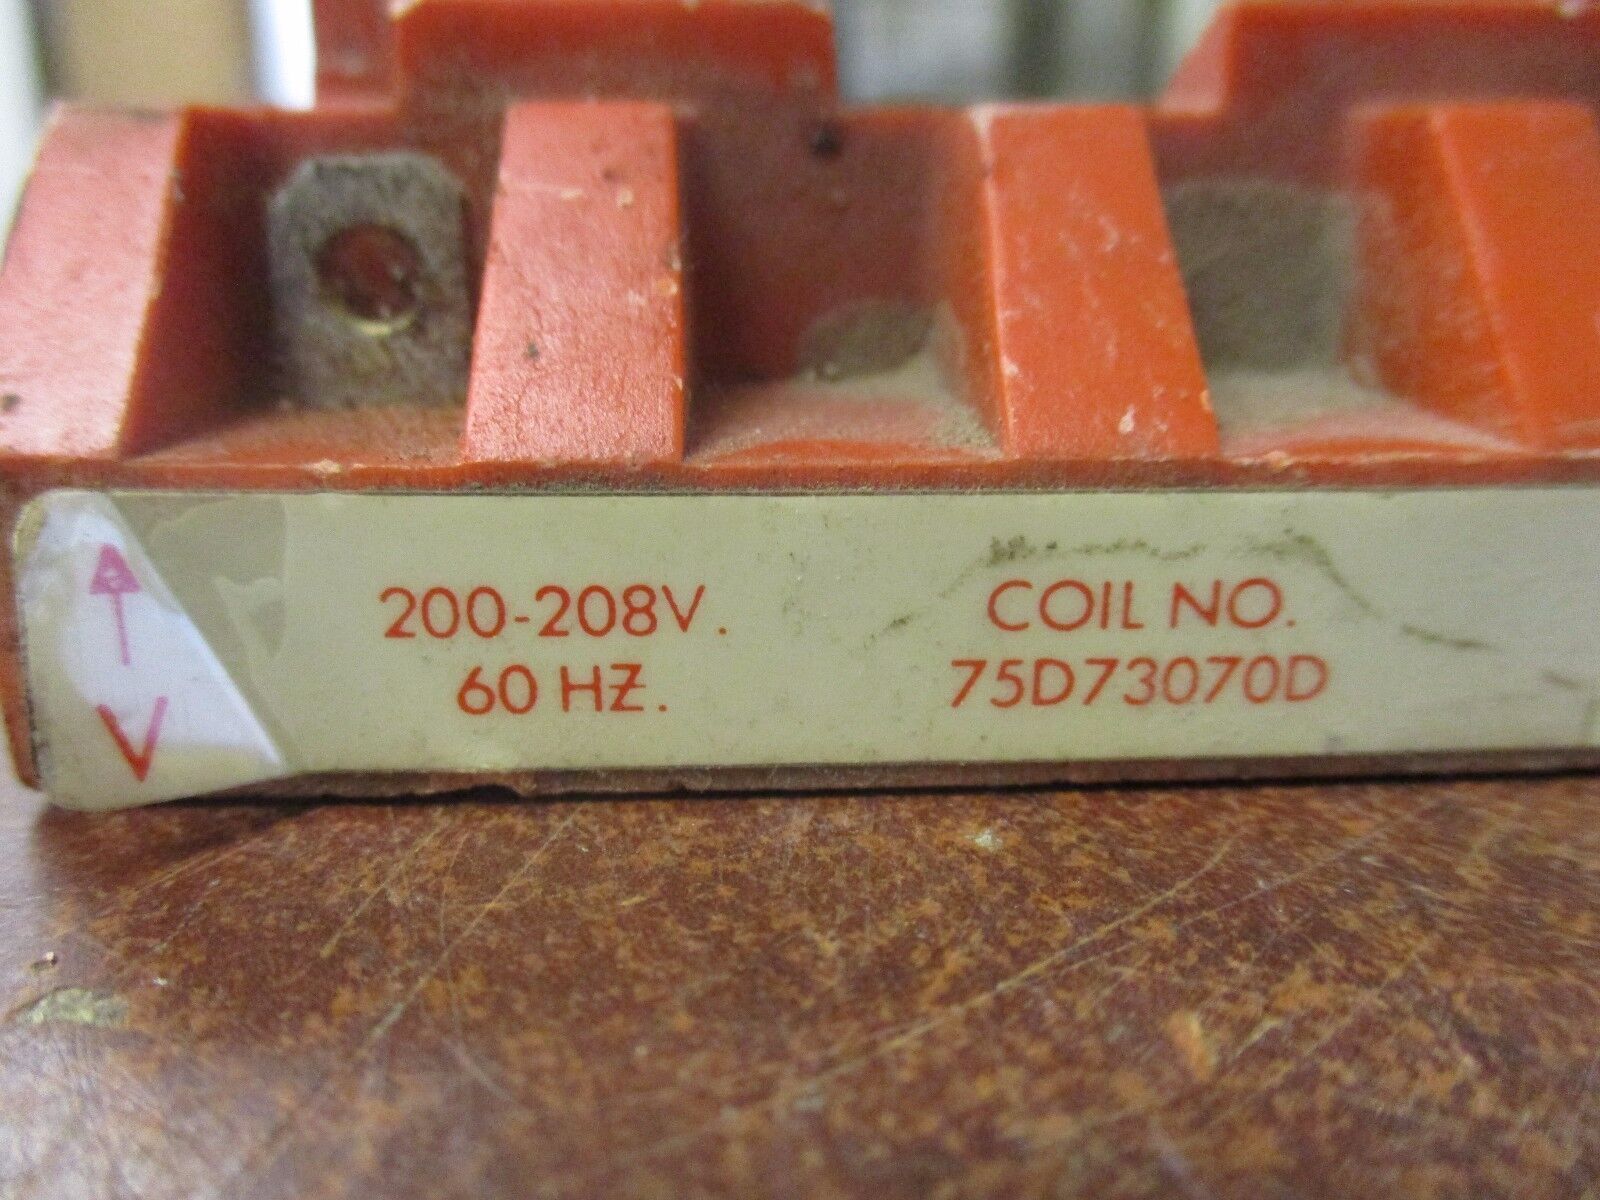 200-208V.
60 HZ.
COIL NO.
75D73070D
V